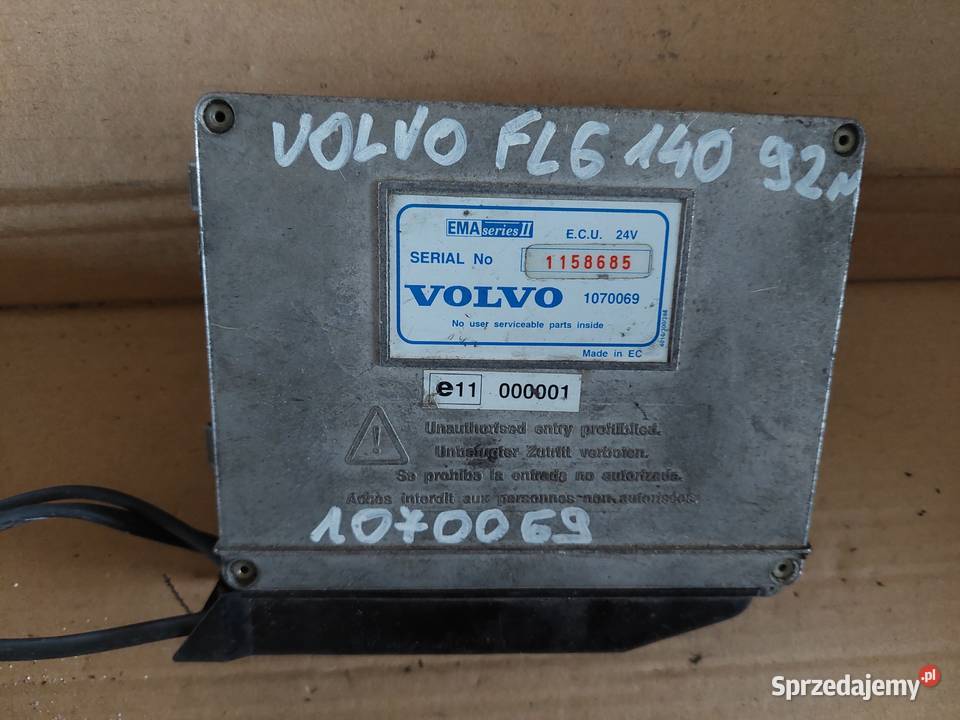 VOLVO FL6 140 92
EMA series II E.C.U. 24V
SERIAL No 1158685
VOLVO 1070069
No user serviceable parts inside
Made in EC
e11 000001
Unauthorised entry prohibited.
Unbefugter Zutritt verboten.
Se prohibe la entrada no autorizada.
Accès interdit aux personnes non autorisées.
1070069
Sprzedajemy.pl